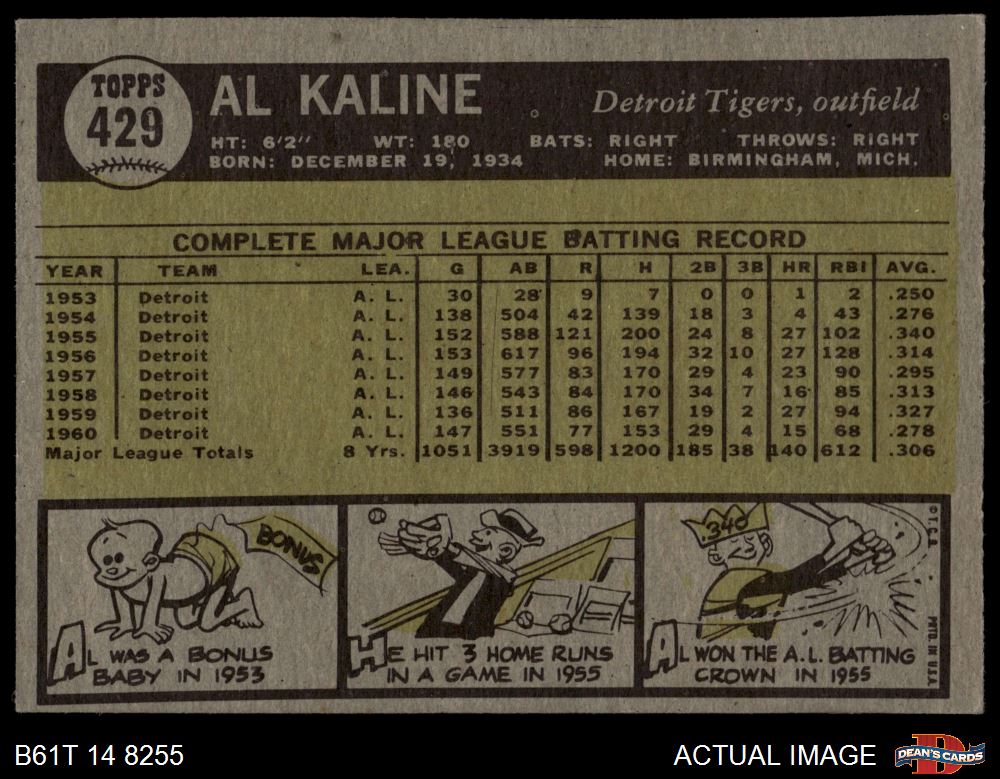 TOPPS
429
AL KALINE
Detroit Tigers, outfield
HT: 6'2" WT: 180 BATS: RIGHT THROWS: RIGHT
BORN: DECEMBER 19, 1934 HOME: BIRMINGHAM, MICH.
COMPLETE MAJOR LEAGUE BATTING RECORD
YEAR TEAM LEA. G AB R H 2B 3B HR RBI AVG.
1953 Detroit A. L. 30 28 9 7 0 0 1 2 .250
1954 Detroit A. L. 138 504 42 139 18 3 4 43 .276
1955 Detroit A. L. 152 588 121 200 24 8 27 102 .340
1956 Detroit A. L. 153 617 96 194 32 10 27 128 .314
1957 Detroit A. L. 149 577 83 170 29 4 23 90 .295
1958 Detroit A. L. 146 543 84 170 34 7 16 85 .313
1959 Detroit A. L. 136 511 86 167 19 2 27 94 .327
1960 Detroit A. L. 147 551 77 153 29 4 15 68 .278
Major League Totals 8 Yrs. 1051 3919 598 1200 185 38 140 612 .306
BONUS
AL WAS A BONUS
BABY IN 1953
HE HIT 3 HOME RUNS
IN A GAME IN 1955
.340
AL WON THE A.L. BATTING
CROWN IN 1955
© T.C.G.
PRTD. IN U.S.A.
B61T 14 8255
ACTUAL IMAGE
DEAN'S CARDS